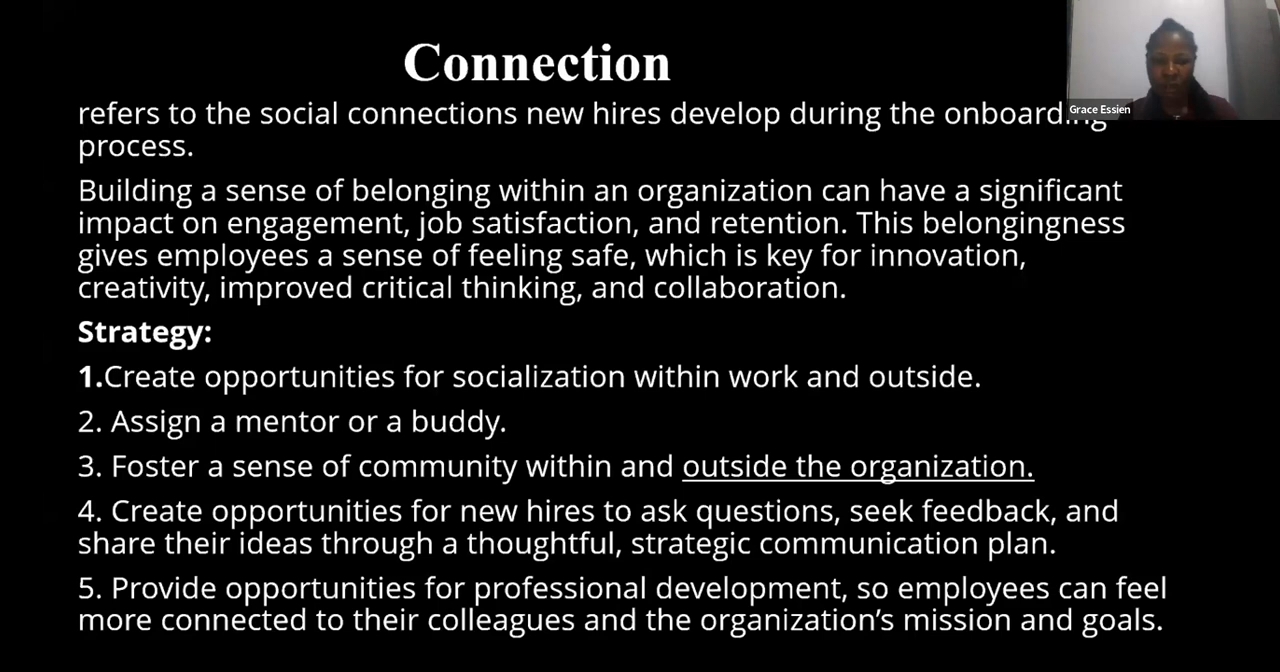 Connection
refers to the social connections new hires develop during the onboarding
Grace Essien
process.
Building a sense of belonging within an organization can have a significant
impact on engagement, job satisfaction, and retention. This belongingness
gives employees a sense of feeling safe, which is key for innovation,
creativity, improved critical thinking, and collaboration.
Strategy:
1.Create opportunities for socialization within work and outside.
2. Assign a mentor or a buddy.
3. Foster a sense of community within and outside the organization.
4. Create opportunities for new hires to ask questions, seek feedback, and
share their ideas through a thoughtful, strategic communication plan.
5. Provide opportunities for professional development, so employees can feel
more connected to their colleagues and the organization’s mission and goals.